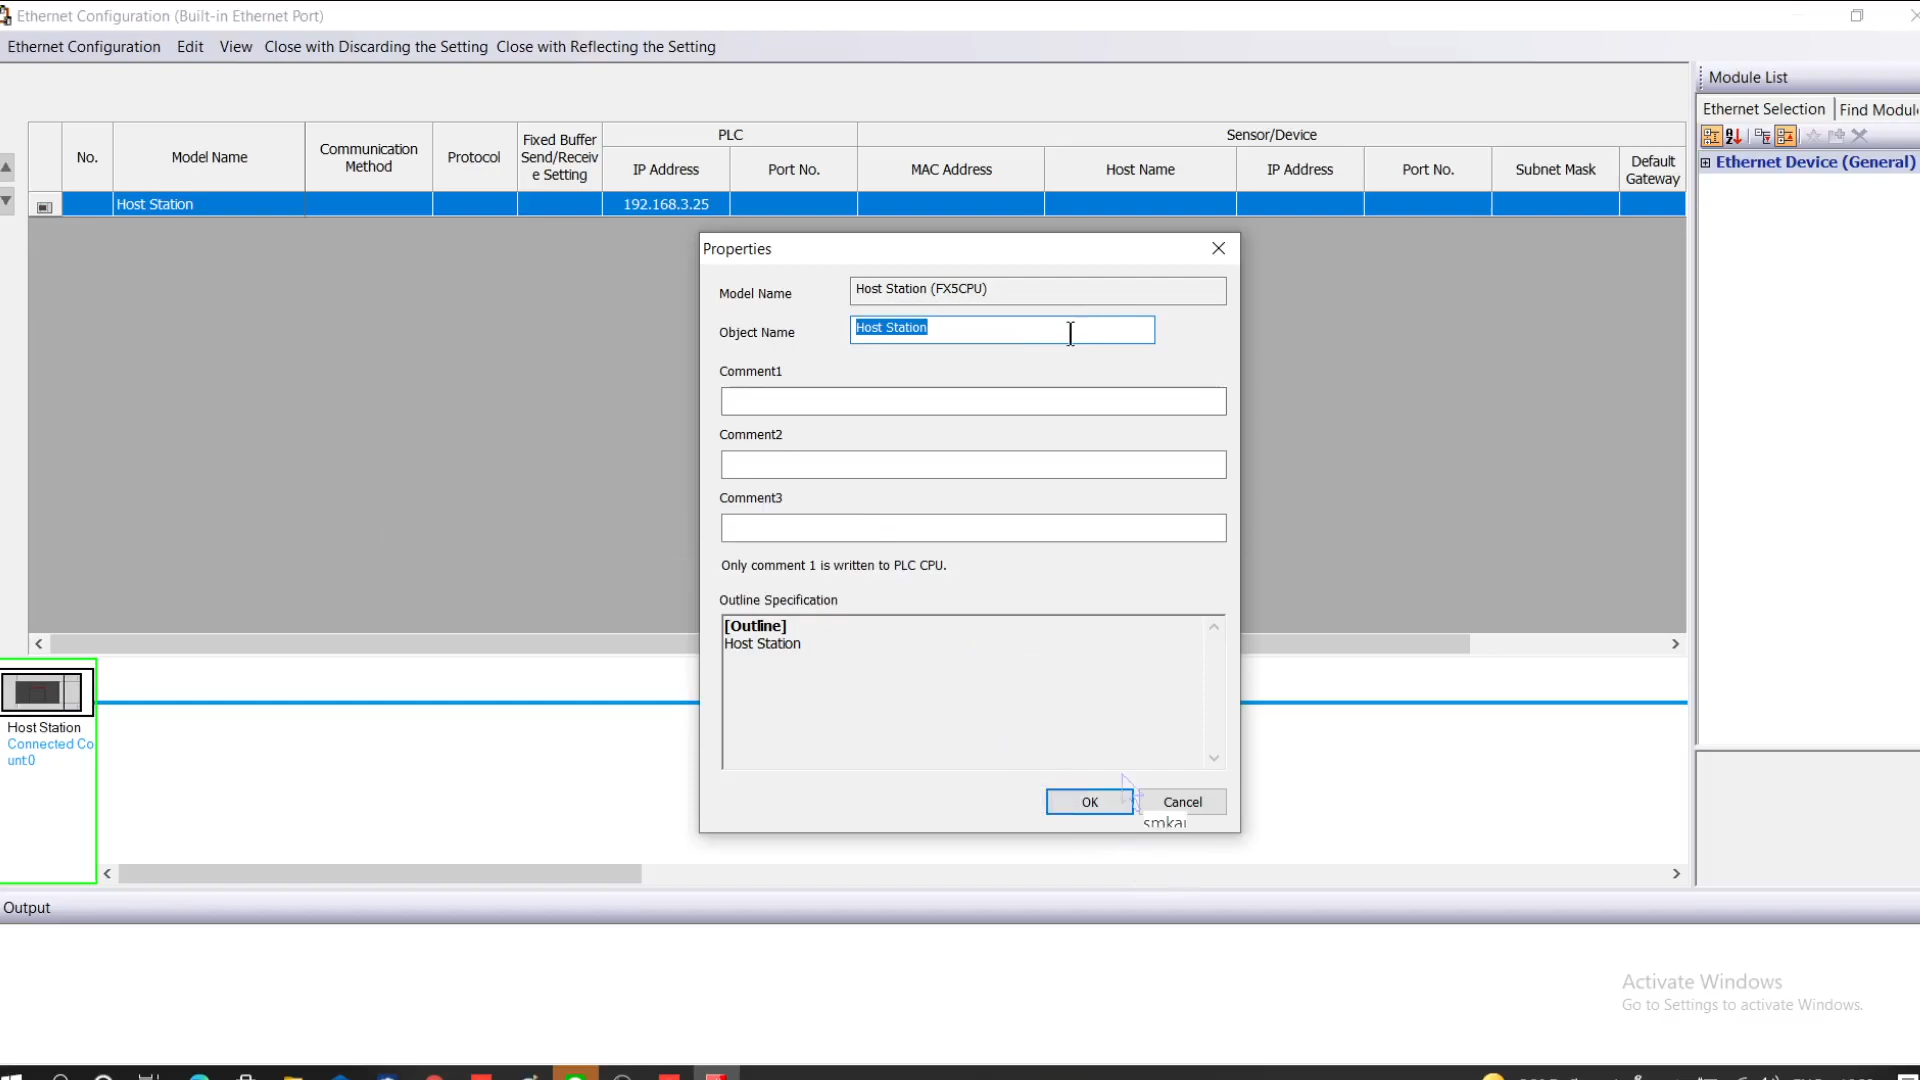 Ethernet Configuration (Built-in Ethernet Port)
Ethernet Configuration Edit View Close with Discarding the Setting Close with Reflecting the Setting
Module List
Ethernet Selection Find Modul
Ethernet Device (General)
No.
Model Name
Communication
Method
Protocol
Fixed Buffer
Send/Receiv
e Setting
PLC
IP Address
Port No.
Sensor/Device
MAC Address
Host Name
IP Address
Port No.
Subnet Mask
Default
Gateway
Host Station 192.168.3.25
Properties
Model Name Host Station (FX5CPU)
Object Name Host Station
Comment1
Comment2
Comment3
Only comment 1 is written to PLC CPU.
Outline Specification
[Outline]
Host Station
OK Cancel
smkai
Host Station
Connected Co
unt:0
Output
Activate Windows
Go to Settings to activate Windows.